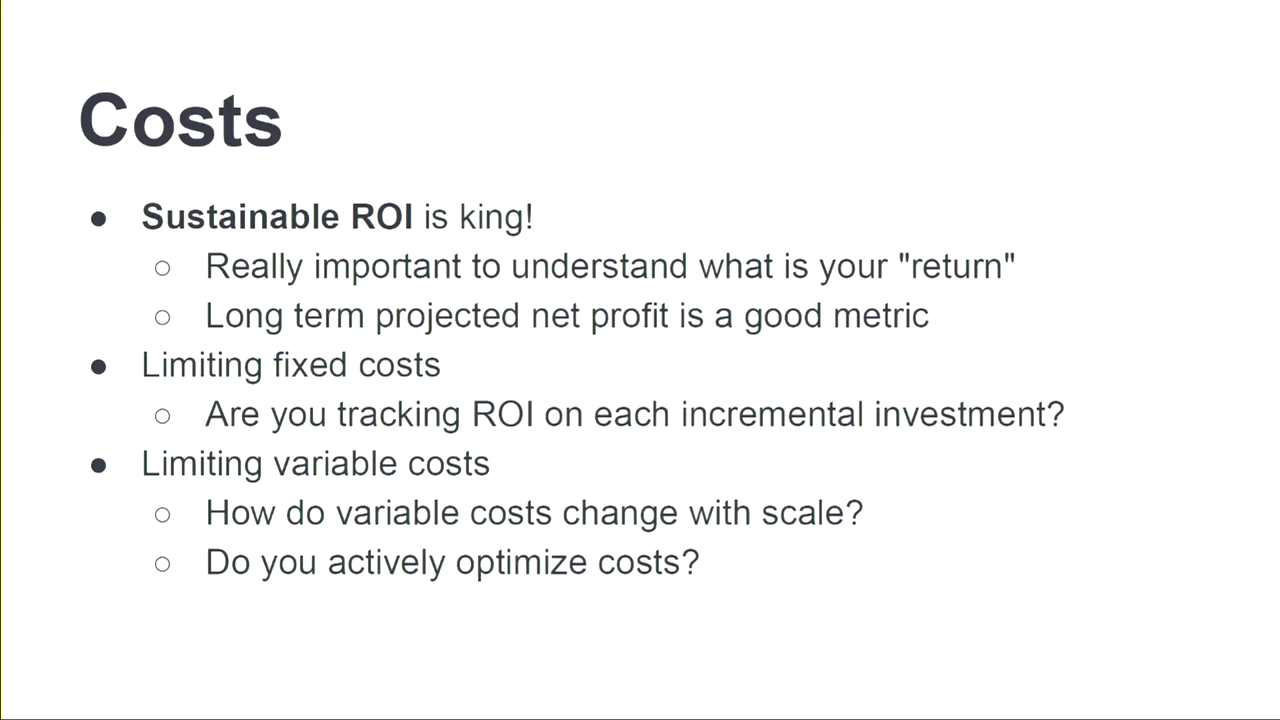 Costs
● Sustainable ROI is king!
○ Really important to understand what is your "return"
○ Long term projected net profit is a good metric
● Limiting fixed costs
○ Are you tracking ROI on each incremental investment?
● Limiting variable costs
○ How do variable costs change with scale?
○ Do you actively optimize costs?